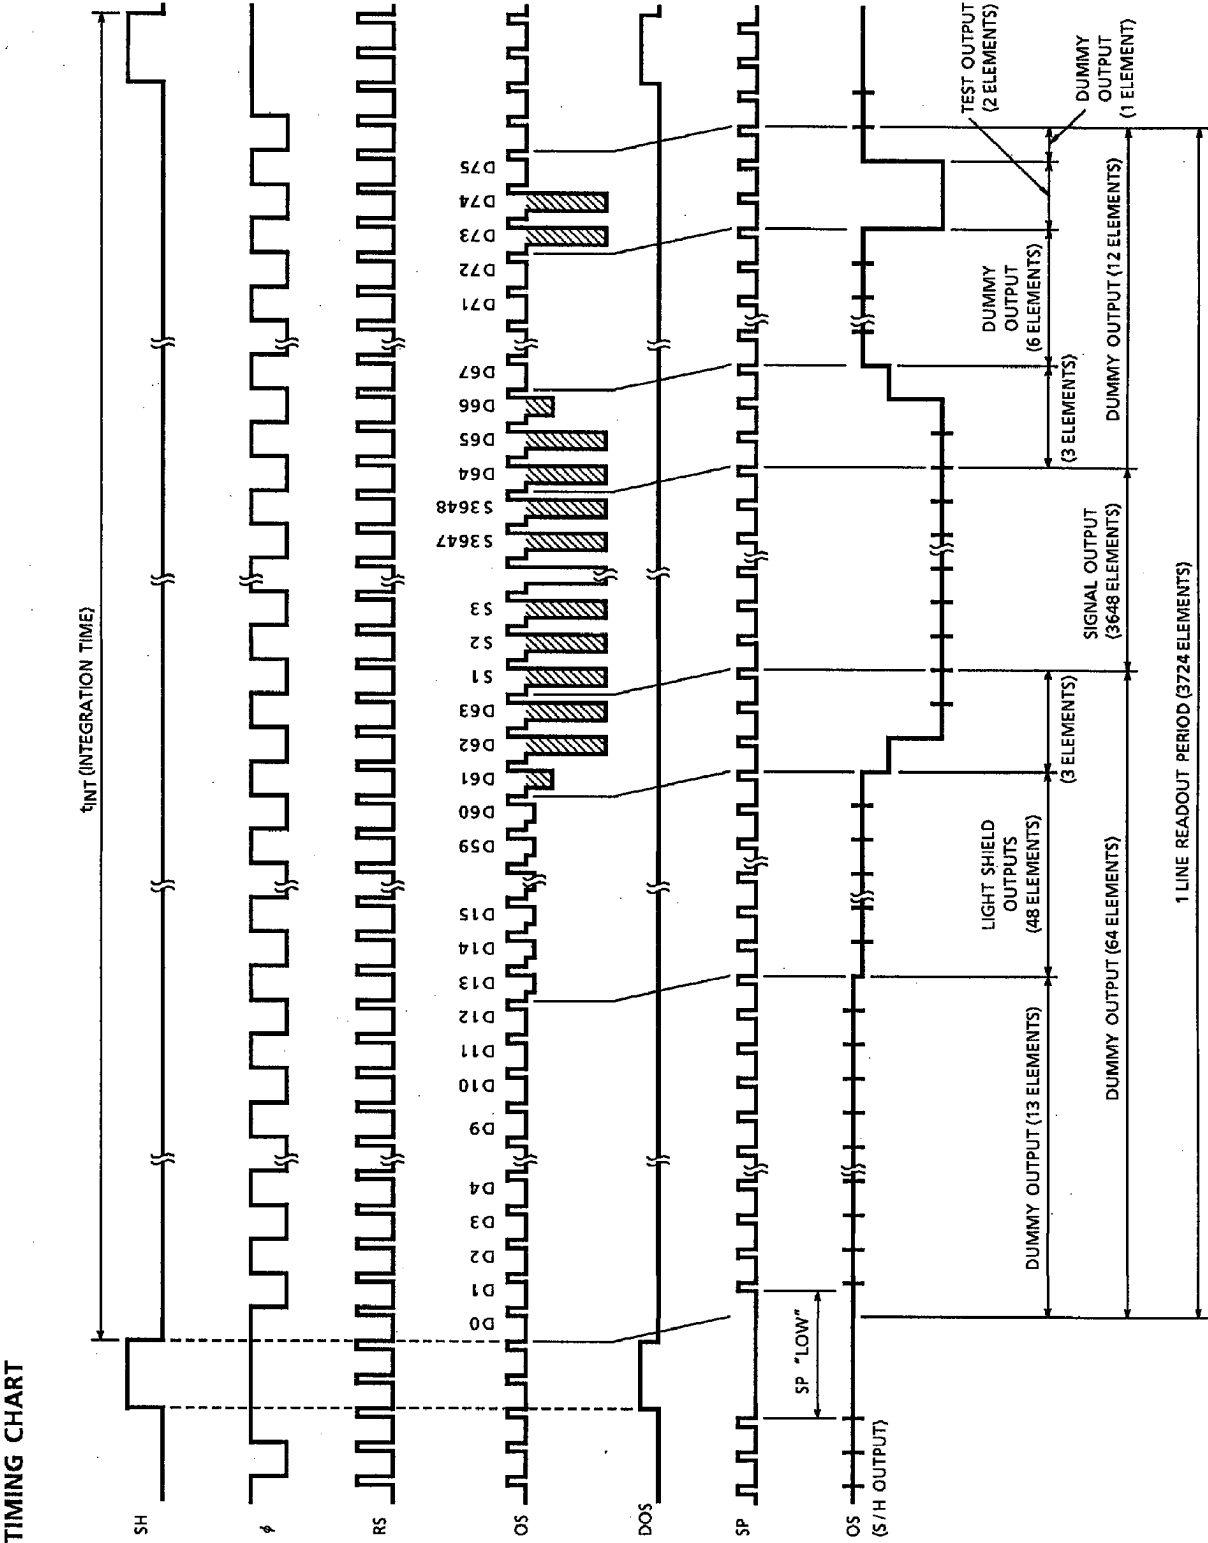 TIMING CHART
tINT (INTEGRATION TIME)
SH
φ
RS
OS
D0
D1
D2
D3
D4
D9
D10
D11
D12
D13
D14
D15
D59
D60
D61
D62
D63
S1
S2
S3
S3647
S3648
D64
D65
D66
D67
D71
D72
D73
D74
D75
DOS
SP
SP "LOW"
OS
(S/H OUTPUT)
DUMMY OUTPUT (13 ELEMENTS)
LIGHT SHIELD
OUTPUTS
(48 ELEMENTS)
(3 ELEMENTS)
SIGNAL OUTPUT
(3648 ELEMENTS)
(3 ELEMENTS)
DUMMY
OUTPUT
(6 ELEMENTS)
TEST OUTPUT
(2 ELEMENTS)
DUMMY
OUTPUT
(1 ELEMENT)
DUMMY OUTPUT (64 ELEMENTS)
DUMMY OUTPUT (12 ELEMENTS)
1 LINE READOUT PERIOD (3724 ELEMENTS)